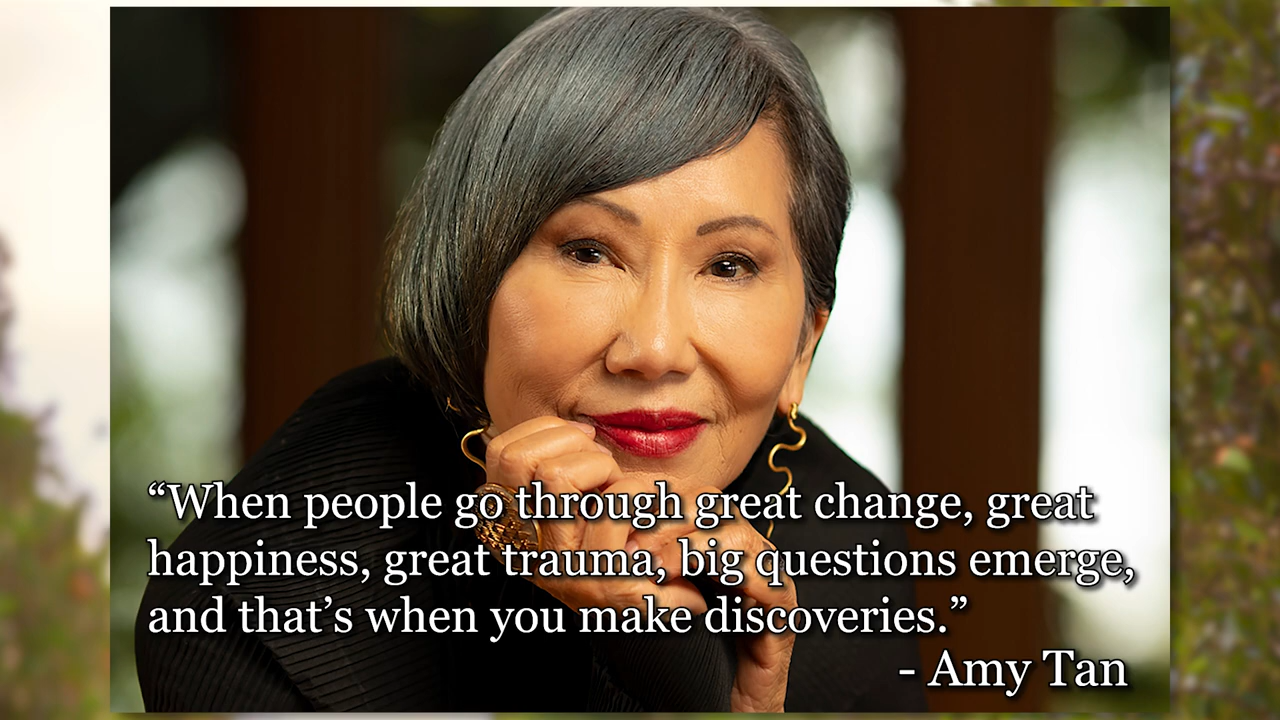 “When people go through great change, great
happiness, great trauma, big questions emerge,
and that’s when you make discoveries.”
- Amy Tan